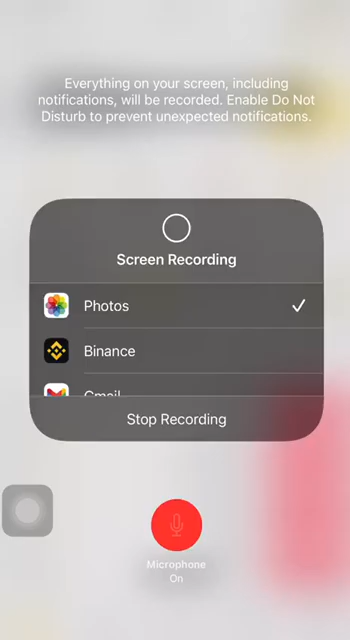 Everything on your screen, including
notifications, will be recorded. Enable Do Not
Disturb to prevent unexpected notifications.
Screen Recording
Photos
Binance
Gmail
Stop Recording
Microphone
On